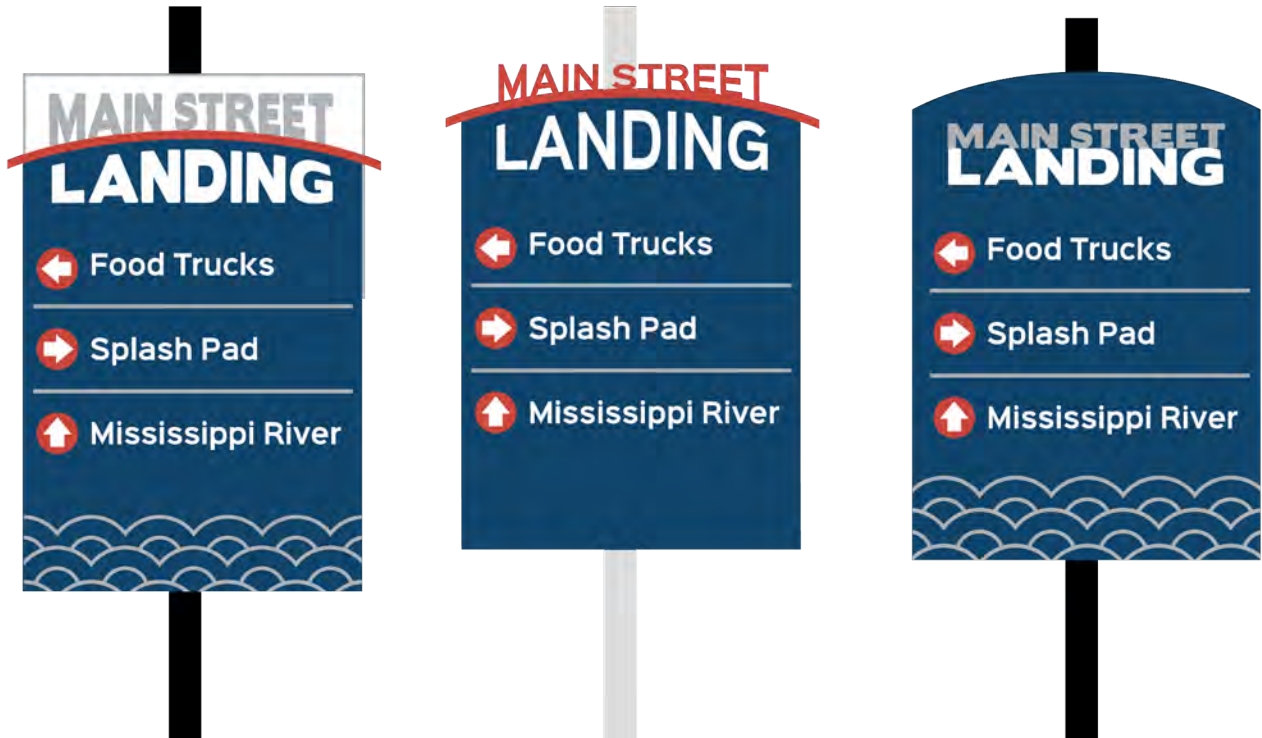 MAIN STREET
LANDING
Food Trucks
Splash Pad
Mississippi River
MAIN STREET
LANDING
Food Trucks
Splash Pad
Mississippi River
MAIN STREET
LANDING
Food Trucks
Splash Pad
Mississippi River